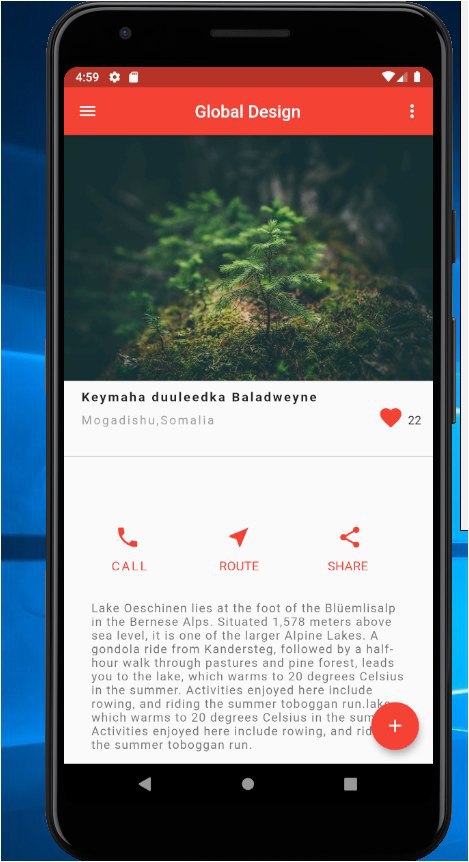 4:59
Global Design
Keymaha duuleedka Baladweyne
Mogadishu,Somalia
22
CALL
ROUTE
SHARE
Lake Oeschinen lies at the foot of the Blüemlisalp
in the Bernese Alps. Situated 1,578 meters above
sea level, it is one of the larger Alpine Lakes. A
gondola ride from Kandersteg, followed by a half-
hour walk through pastures and pine forest, leads
you to the lake, which warms to 20 degrees Celsius
in the summer. Activities enjoyed here include
rowing, and riding the summer toboggan run.lake,
which warms to 20 degrees Celsius in the sum
Activities enjoyed here include rowing, and rid
the summer toboggan run.